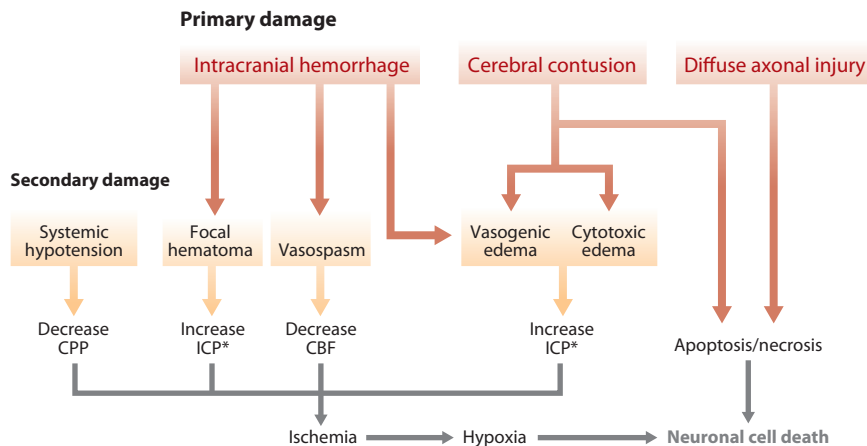 Primary damage
Intracranial hemorrhage
Cerebral contusion
Diffuse axonal injury
Secondary damage
Systemic
hypotension
Focal
hematoma
Vasospasm
Vasogenic
edema
Cytotoxic
edema
Decrease
CPP
Increase
ICP*
Decrease
CBF
Increase
ICP*
Apoptosis/necrosis
Ischemia
Hypoxia
Neuronal cell death